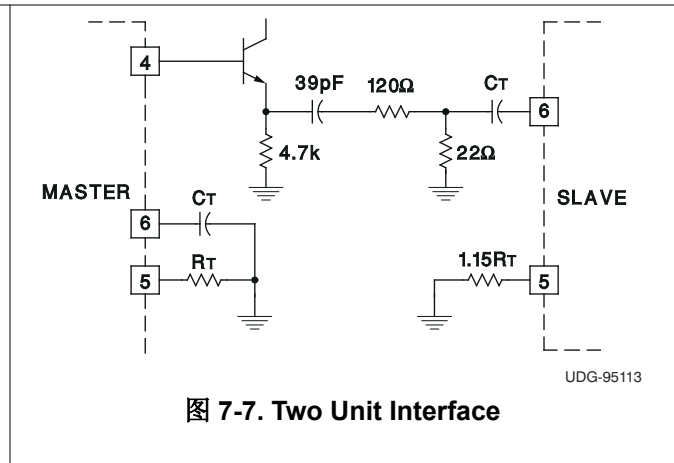 4
39pF
120Ω
CT
6
4.7k
22Ω
MASTER
CT
SLAVE
6
RT
1.15RT
5
5
UDG-95113
图 7-7. Two Unit Interface